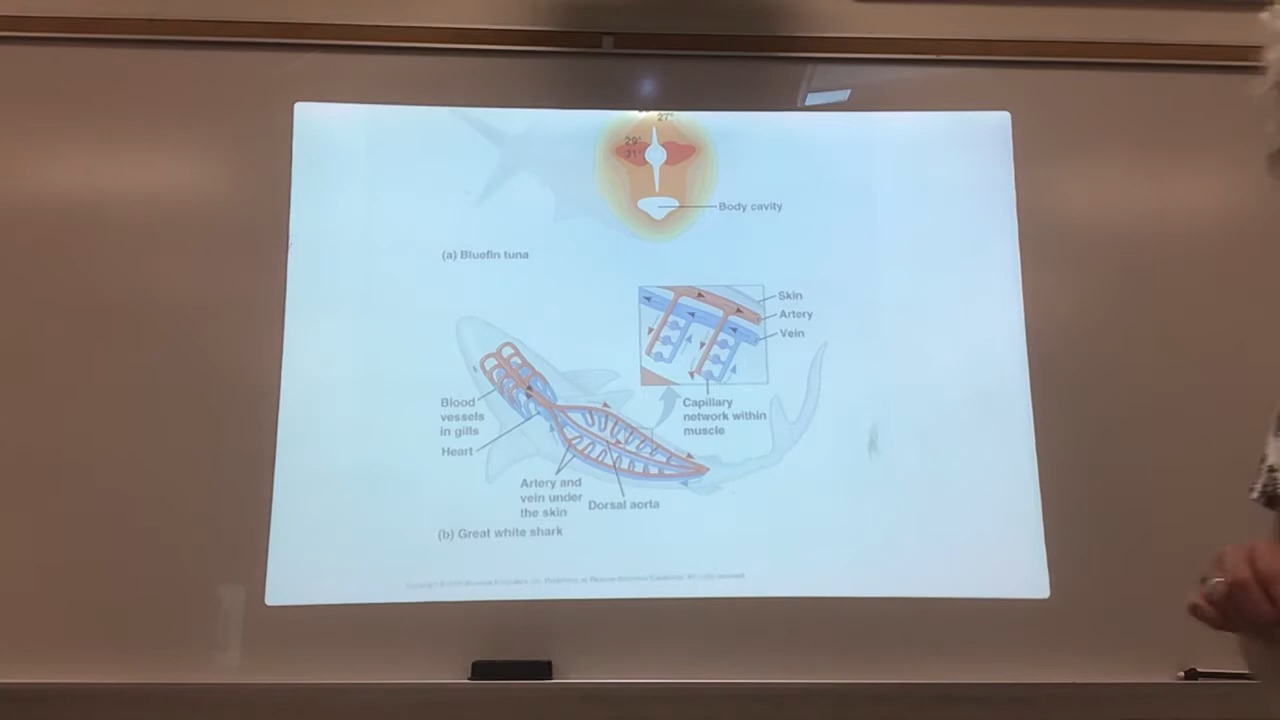 27°
29°
31°
Body cavity
(a) Bluefin tuna
Skin
Artery
Vein
Blood
vessels
in gills
Heart
Capillary
network within
muscle
Artery and
vein under
the skin
Dorsal aorta
(b) Great white shark